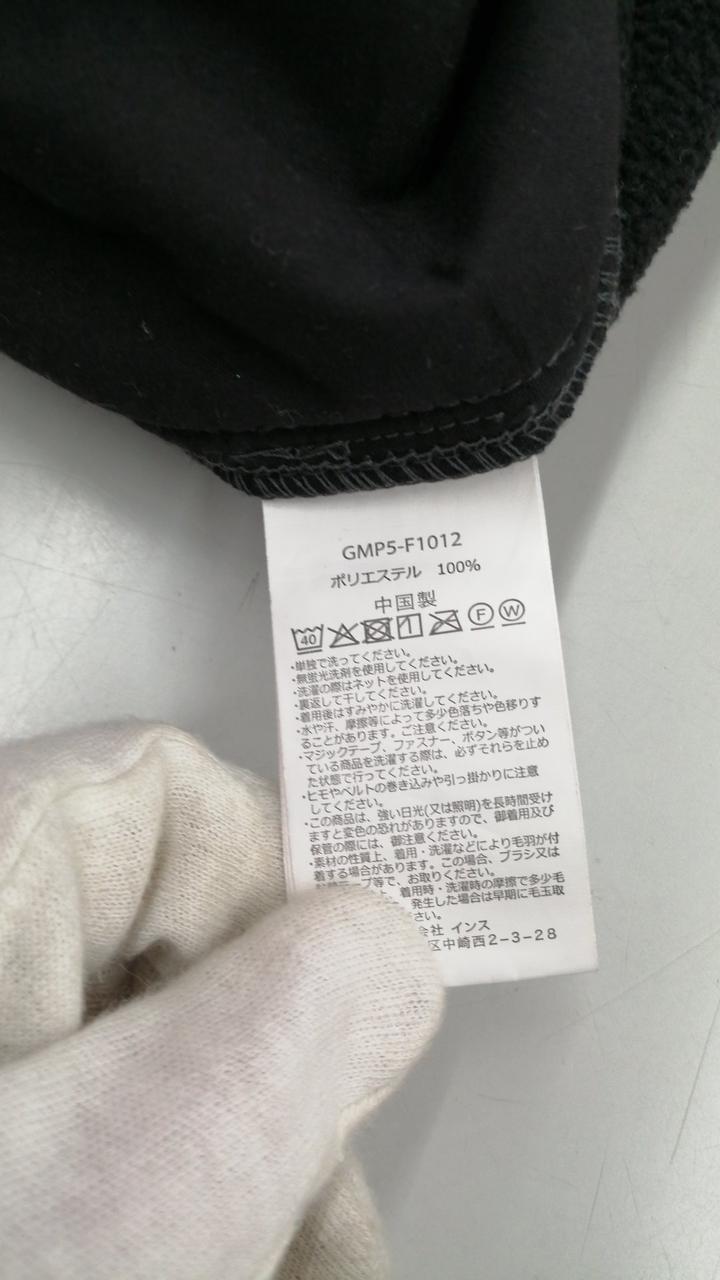 GMP5-F1012
ポリエステル 100%
中国製
40 F W
・単独で洗ってください。
・無蛍光洗剤を使用してください。
・洗濯の際はネットを使用してください。
・裏返して干してください。
・着用後はすみやかに洗濯してください。
・水や汗、摩擦等によって多少色落ちや色移りす
ることがあります。ご注意ください。
・マジックテープ、ファスナー、ボタン等がつい
ている商品を洗濯する際は、必ずそれらを止め
た状態で行ってください。
・ヒモやベルトの巻き込みや引っ掛かりに注意
してください。
・この商品は、強い日光(又は照明)を長時間受け
ますと変色の恐れがありますので、御着用及び
保管の際には、御注意ください。
・素材の性質上、着用・洗濯などにより毛羽が付
着する場合があります。この場合、ブラシ又は
プ等で、お取りください。
上、着用時・洗濯時の摩擦で多少毛
発生した場合は早期に毛玉取
さい。
会社 インス
区中崎西2-3-28